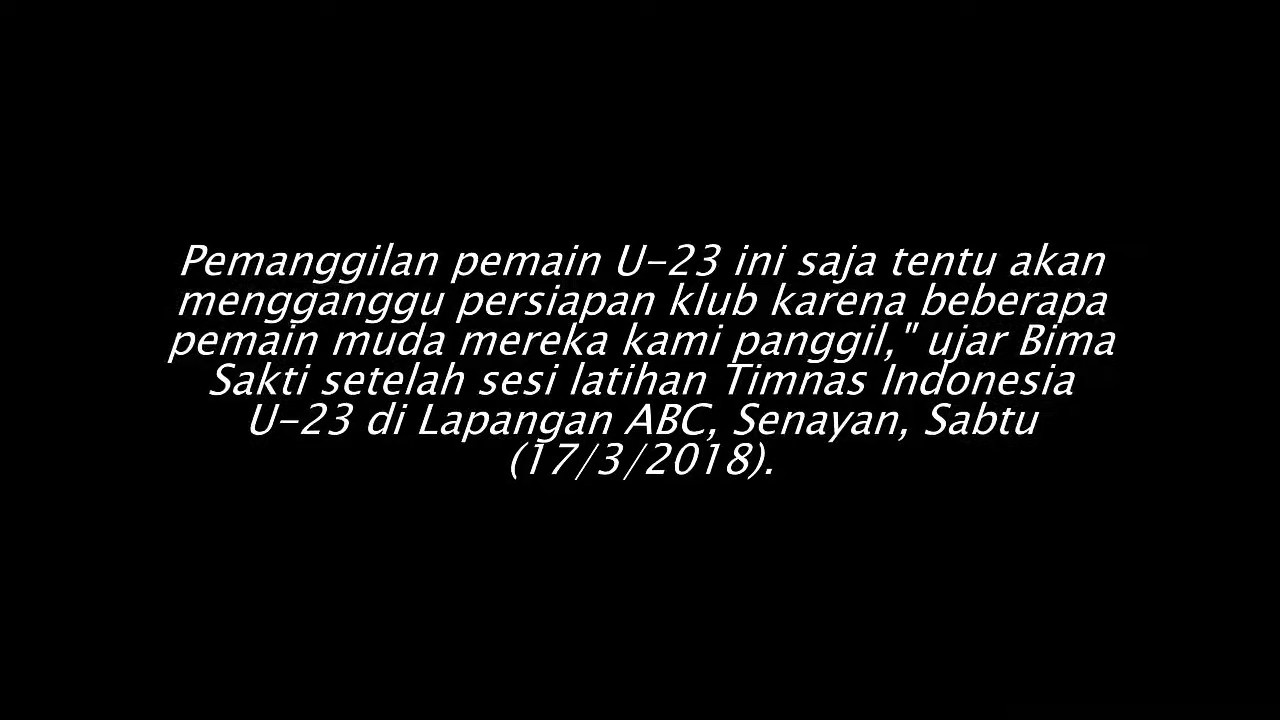 Pemanggilan pemain U-23 ini saja tentu akan
mengganggu persiapan klub karena beberapa
pemain muda mereka kami panggil," ujar Bima
Sakti setelah sesi latihan Timnas Indonesia
U-23 di Lapangan ABC, Senayan, Sabtu
(17/3/2018).